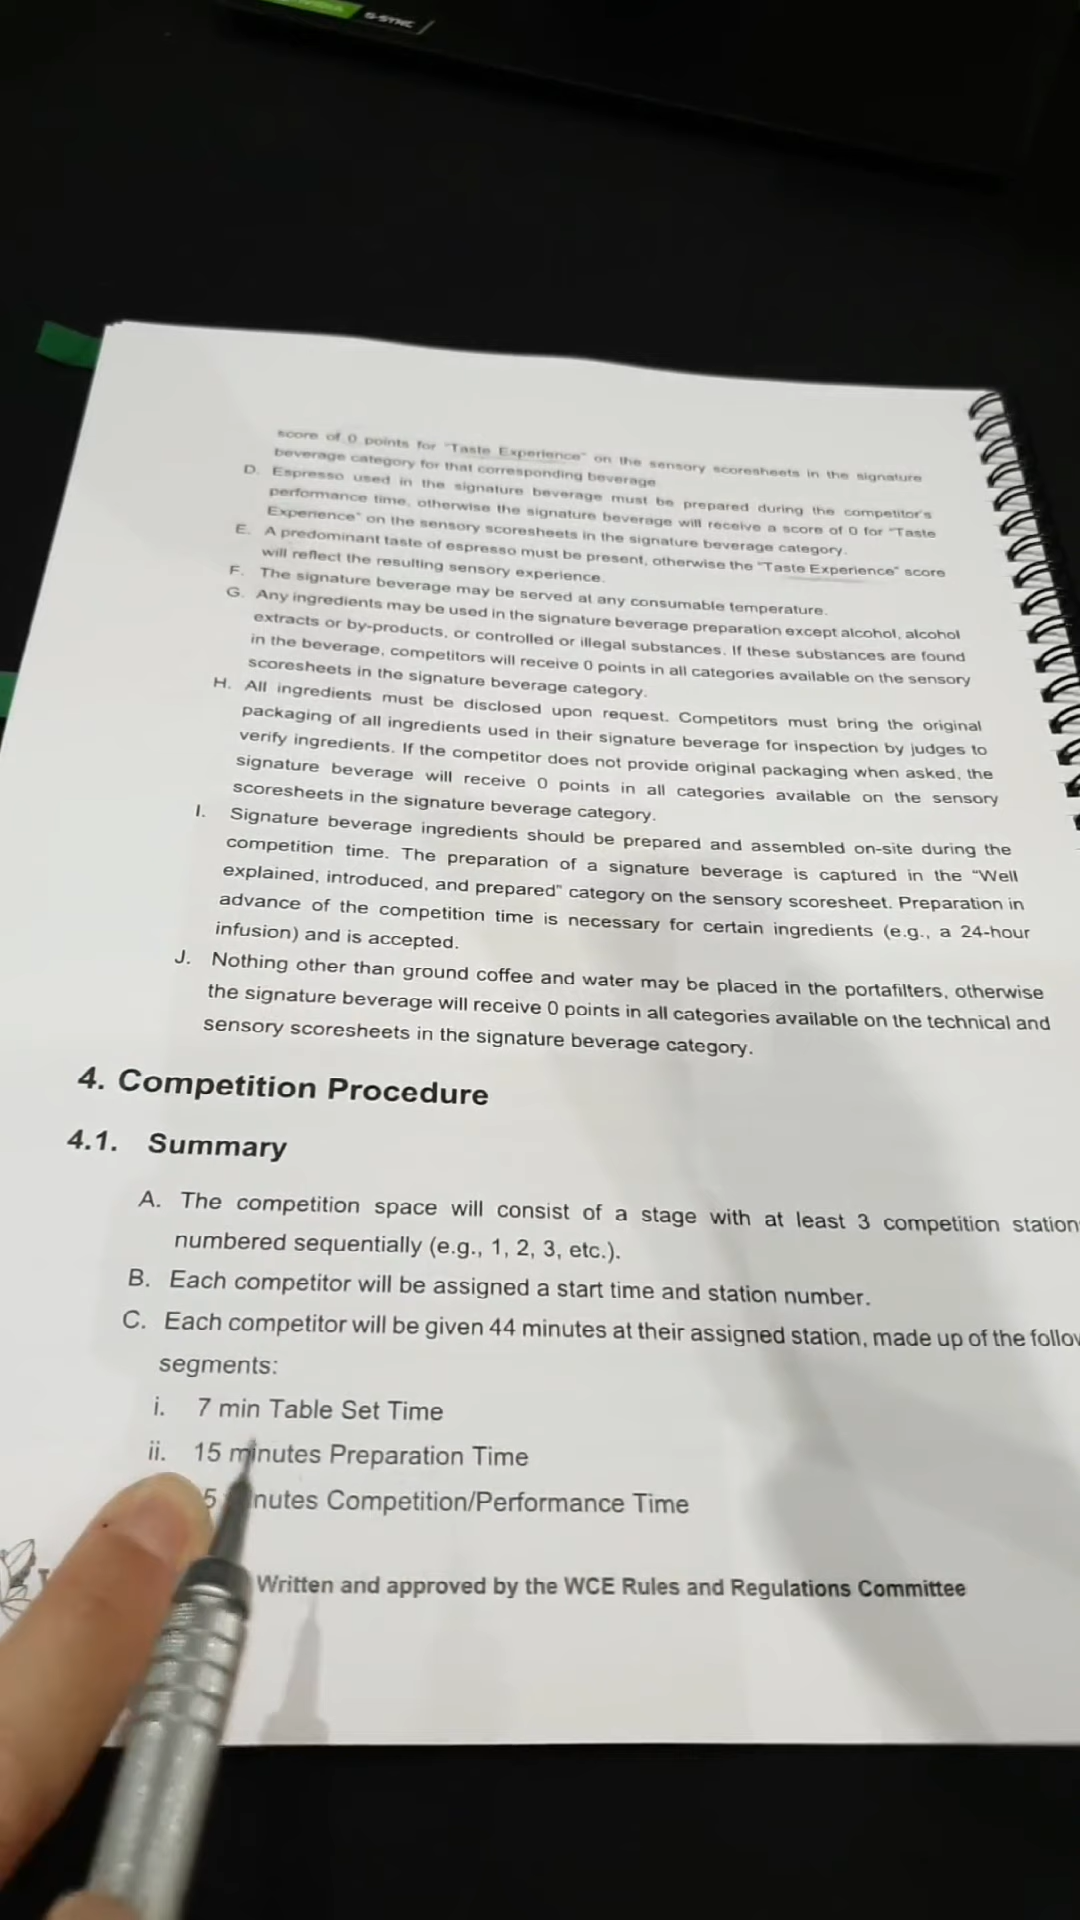 G-SYNC
score of 0 points for "Taste Experience" on the sensory scoresheets in the signature
beverage category for that corresponding beverage
D. Espresso used in the signature beverage must be prepared during the competitor's
performance time, otherwise the signature beverage will receive a score of 0 for "Taste
Experience" on the sensory scoresheets in the signature beverage category.
E. A predominant taste of espresso must be present, otherwise the "Taste Experience" score
will reflect the resulting sensory experience.
F. The signature beverage may be served at any consumable temperature.
G. Any ingredients may be used in the signature beverage preparation except alcohol, alcohol
extracts or by-products, or controlled or illegal substances. If these substances are found
in the beverage, competitors will receive 0 points in all categories available on the sensory
scoresheets in the signature beverage category.
H. All ingredients must be disclosed upon request. Competitors must bring the original
packaging of all ingredients used in their signature beverage for inspection by judges to
verify ingredients. If the competitor does not provide original packaging when asked, the
signature beverage will receive 0 points in all categories available on the sensory
scoresheets in the signature beverage category.
I. Signature beverage ingredients should be prepared and assembled on-site during the
competition time. The preparation of a signature beverage is captured in the "Well
explained, introduced, and prepared" category on the sensory scoresheet. Preparation in
advance of the competition time is necessary for certain ingredients (e.g., a 24-hour
infusion) and is accepted.
J. Nothing other than ground coffee and water may be placed in the portafilters, otherwise
the signature beverage will receive 0 points in all categories available on the technical and
sensory scoresheets in the signature beverage category.
4. Competition Procedure
4.1. Summary
A. The competition space will consist of a stage with at least 3 competition station
numbered sequentially (e.g., 1, 2, 3, etc.).
B. Each competitor will be assigned a start time and station number.
C. Each competitor will be given 44 minutes at their assigned station, made up of the follow
segments:
i. 7 min Table Set Time
ii. 15 minutes Preparation Time
5 nutes Competition/Performance Time
Written and approved by the WCE Rules and Regulations Committee